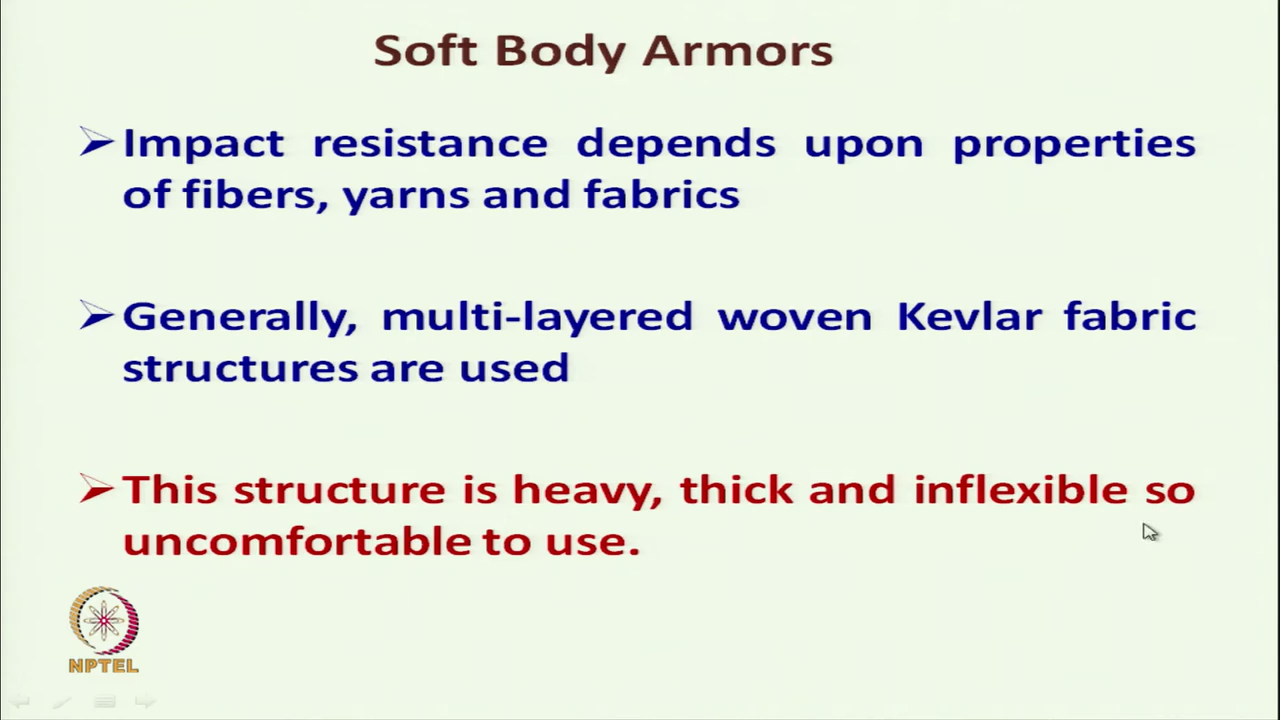 Soft Body Armors
Impact resistance depends upon properties
of fibers, yarns and fabrics
Generally, multi-layered woven Kevlar fabric
structures are used
This structure is heavy, thick and inflexible so
uncomfortable to use.
NPTEL